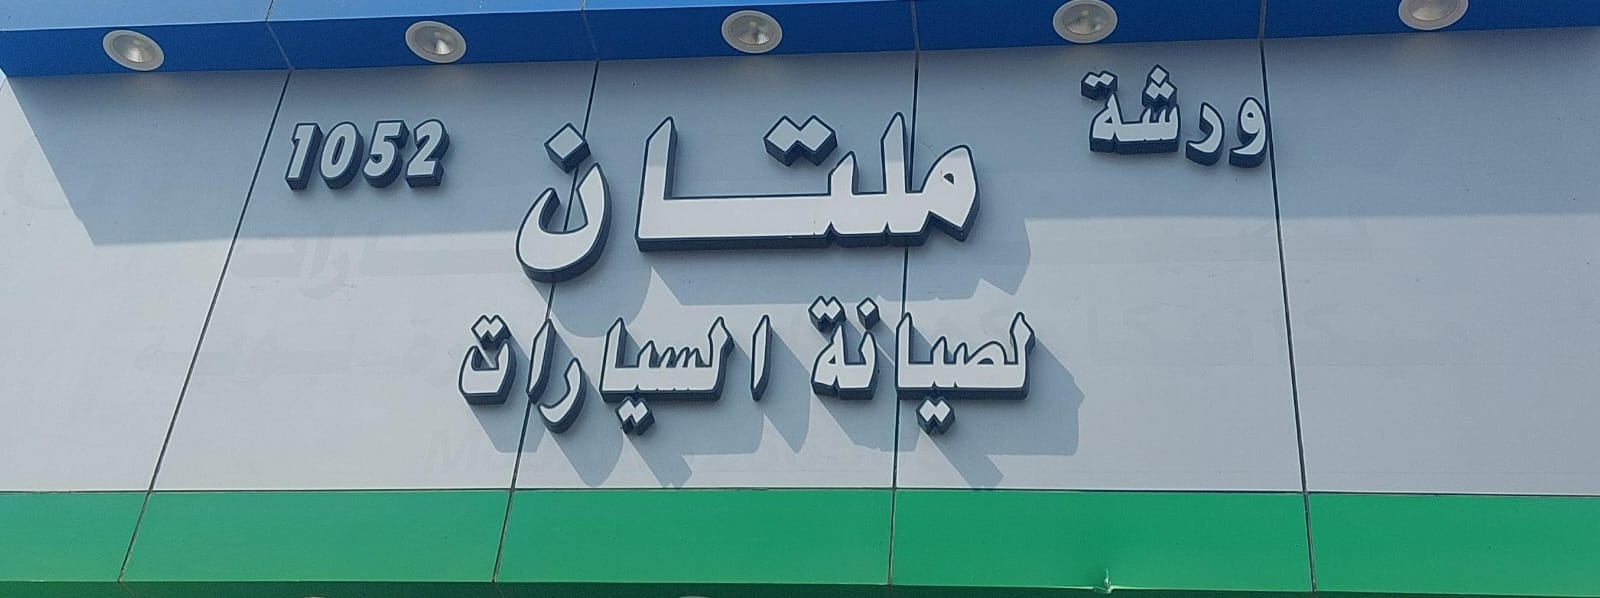 ورشة ملتان 1052
لصيانة السيارات